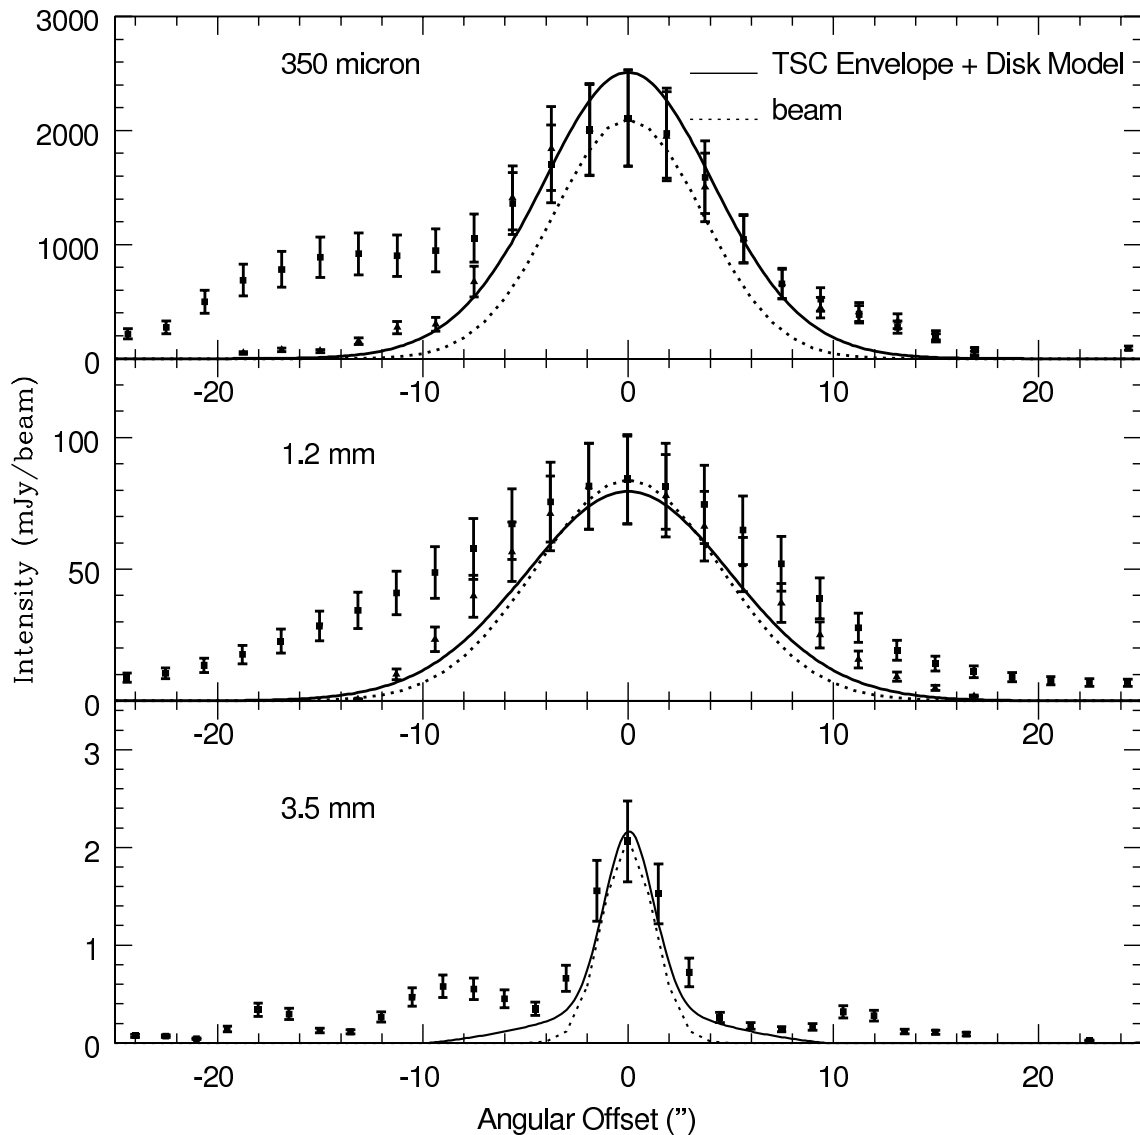 3000
350 micron
TSC Envelope + Disk Model
beam
2000
1000
0
-20 -10 0 10 20
Intensity (mJy/beam)
100
1.2 mm
50
0
-20 -10 0 10 20
3
3.5 mm
2
1
0
-20 -10 0 10 20
Angular Offset (”)